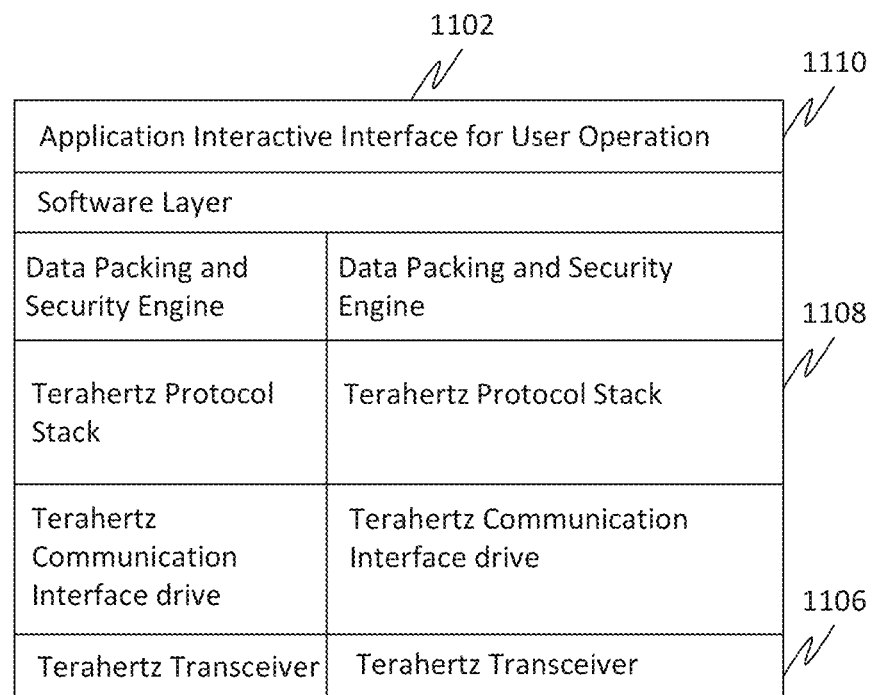 1102
1110
Application Interactive Interface for User Operation
Software Layer
Data Packing and
Security Engine
Data Packing and Security
Engine
1108
Terahertz Protocol
Stack
Terahertz Protocol Stack
Terahertz
Communication
Interface drive
Terahertz Communication
Interface drive
1106
Terahertz Transceiver
Terahertz Transceiver